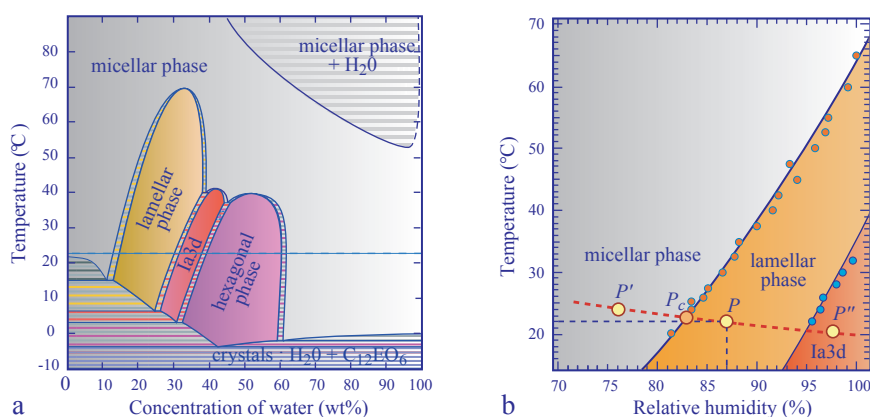 Temperature (°C)
80
70
60
50
40
30
20
10
0
-10
micellar phase
micellar phase
+ H20
lamellar
phase
Ia3d
hexagonal
phase
crystals : H20 + C12EO6
0 10 20 30 40 50 60 70 80 90 100
Concentration of water (wt%)
a
Temperature (°C)
70
60
50
40
30
20
micellar phase
lamellar
phase
P'
Pc
P
P"
Ia3d
70 75 80 85 90 95 100
Relative humidity (%)
b